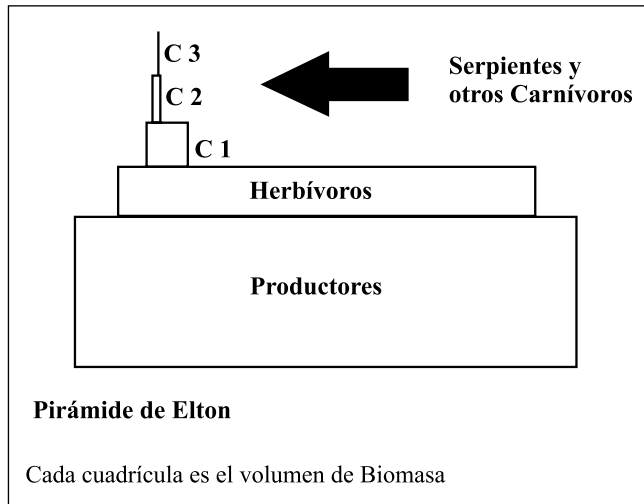 C 3
C 2
C 1
Serpientes y
otros Carnívoros
Herbívoros
Productores
Pirámide de Elton
Cada cuadrícula es el volumen de Biomasa